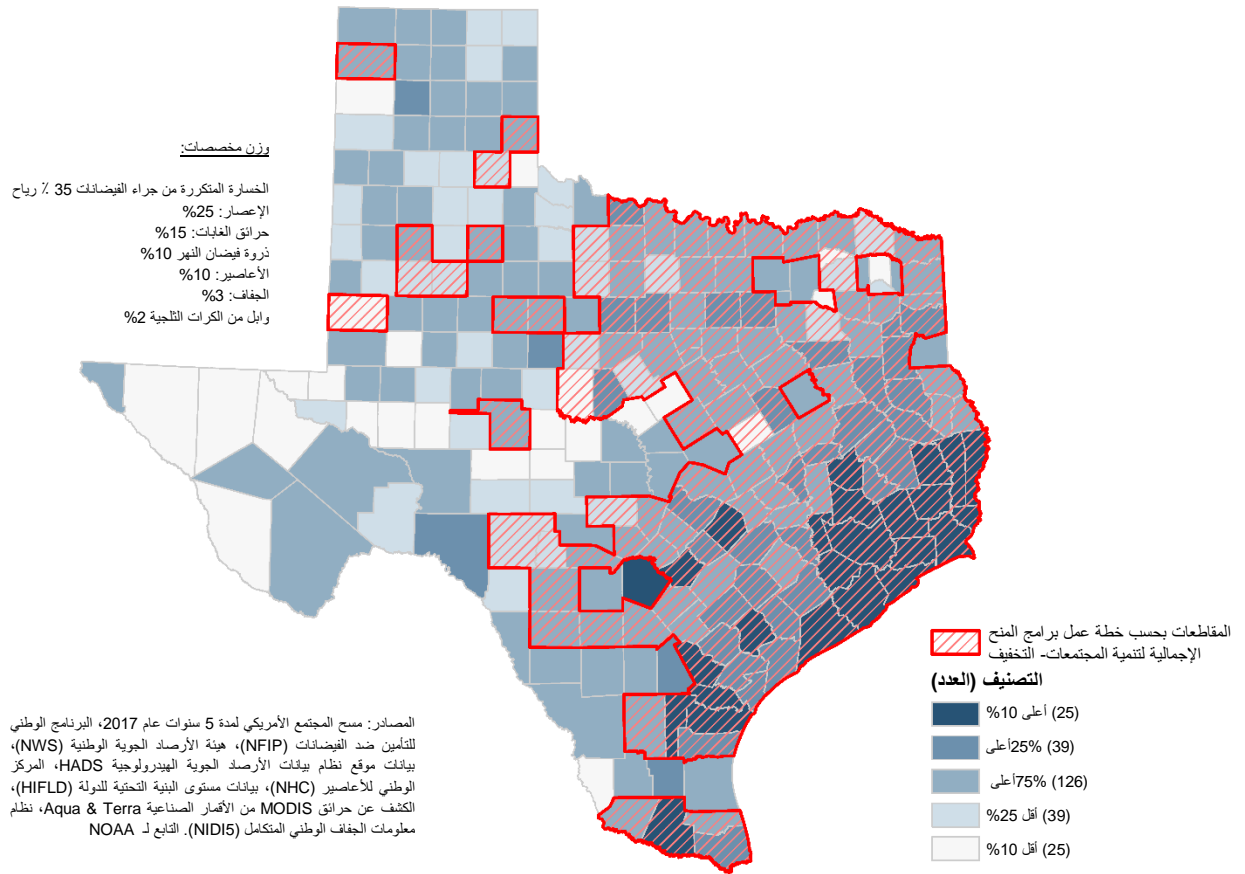 وزن مخصصات:
الخسارة المتكررة من جراء الفيضانات 35 ٪ رياح
الإعصار: 25%
حرائق الغابات: 15%
ذروة فيضان النهر 10%
الأعاصير: 10%
الجفاف: 3%
وابل من الكرات الثلجية 2%
المقاطعات بحسب خطة عمل برامج المنح
الإجمالية لتنمية المجتمعات- التخفيف
التصنيف (العدد)
(25) أعلى 10%
(39) 25%أعلى
(126) 75%أعلى
(39) أقل 25%
(25) أقل 10%
المصادر: مسح المجتمع الأمريكي لمدة 5 سنوات عام 2017، البرنامج الوطني
للتأمين ضد الفيضانات (NFIP)، هيئة الأرصاد الجوية الوطنية (NWS)،
بيانات موقع نظام بيانات الأرصاد الجوية الهيدرولوجية HADS، المركز
الوطني للأعاصير (NHC)، بيانات مستوى البنية التحتية للدولة (HIFLD)،
الكشف عن حرائق MODIS من الأقمار الصناعية Aqua & Terra، نظام
معلومات الجفاف الوطني المتكامل (NIDI5). التابع لـ NOAA